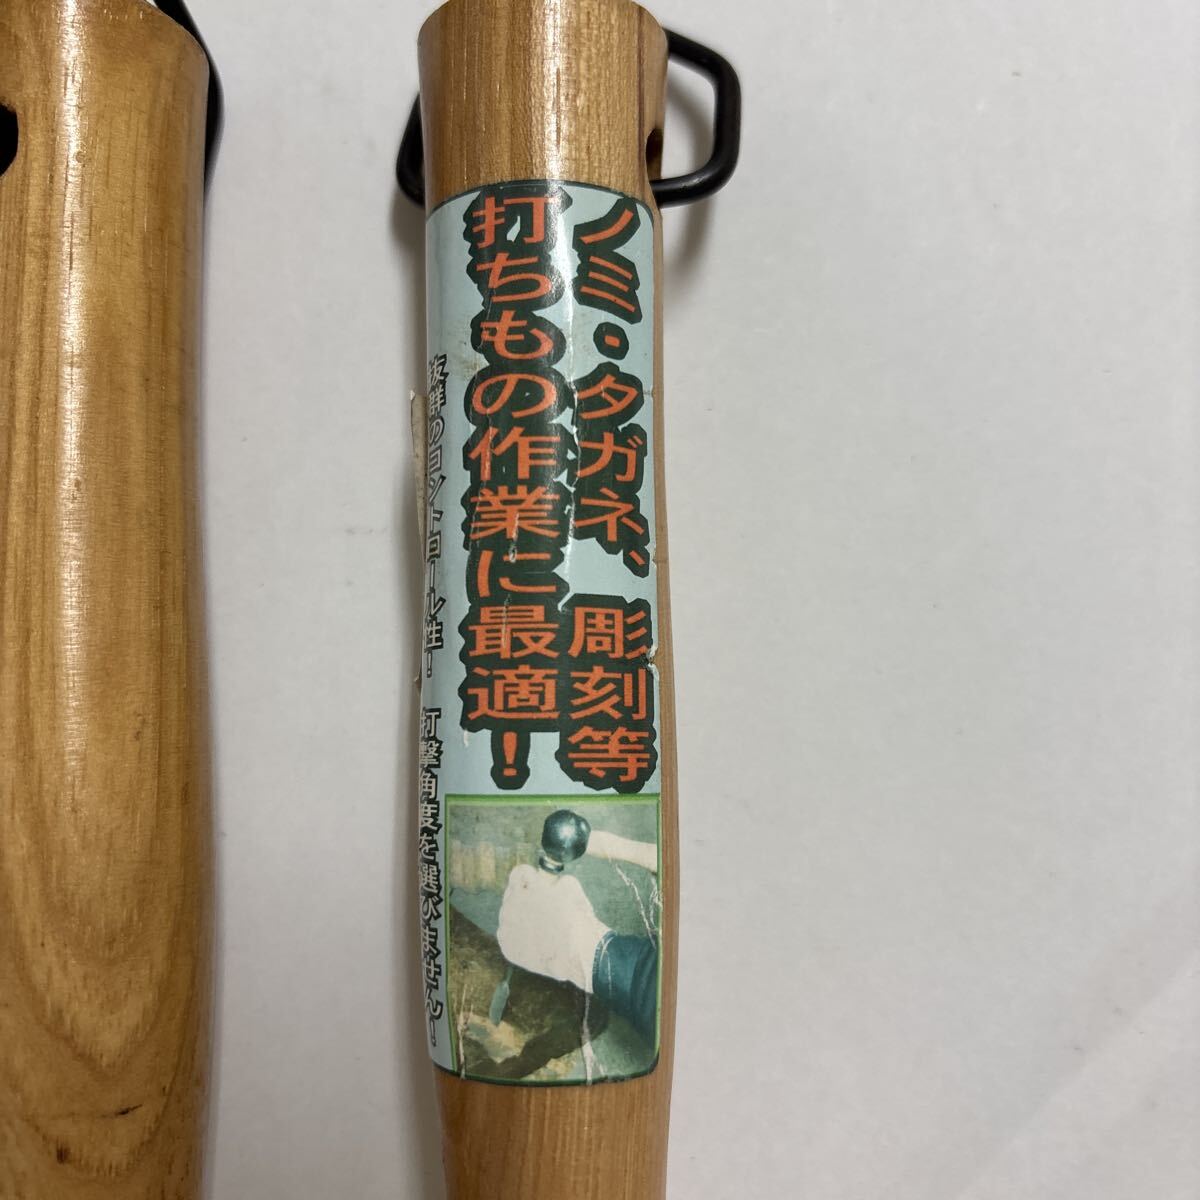 ノミ・タガネ、彫刻等
打ちもの作業に最適!
抜群のコントロール性! 打撃角度を選びません!